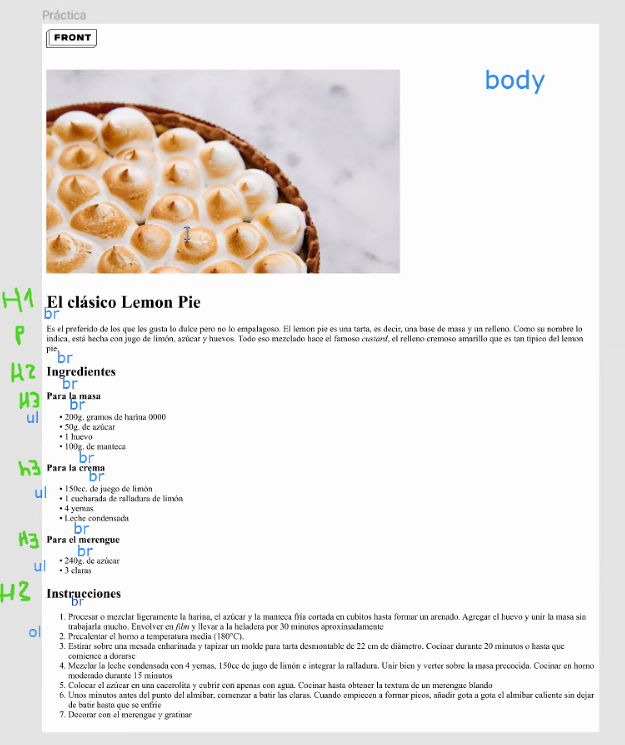 Práctica
FRONT
body
H1 El clásico Lemon Pie
br
P Es el preferido de los que les gusta lo dulce pero no lo empalagoso. El lemon pie es una tarta, es decir, una base de masa y un relleno. Como su nombre lo
indica, está hecha con jugo de limón, azúcar y huevos. Todo eso mezclado hace el famoso custard, el relleno cremoso amarillo que es tan típico del lemon
pie.
br
H2 Ingredientes
br
H3 Para la masa
br
ul • 200g. gramos de harina 0000
• 50g. de azúcar
• 1 huevo
• 100g. de manteca
br
h3 Para la crema
br
ul • 150cc. de juego de limón
• 1 cucharada de ralladura de limón
• 4 yemas
• Leche condensada
br
H3 Para el merengue
br
ul • 240g. de azúcar
• 3 claras
H2 Instrucciones
br
ol 1. Procesar o mezclar ligeramente la harina, el azúcar y la manteca fría cortada en cubitos hasta formar un arenado. Agregar el huevo y unir la masa sin
trabajarla mucho. Envolver en film y llevar a la heladera por 30 minutos aproximadamente
2. Precalentar el horno a temperatura media (180°C).
3. Estirar sobre una mesada enharinada y tapizar un molde para tarta desmontable de 22 cm de diámetro. Cocinar durante 20 minutos o hasta que
comience a dorarse
4. Mezclar la leche condensada con 4 yemas, 150cc de jugo de limón e integrar la ralladura. Unir bien y verter sobre la masa precocida. Cocinar en horno
moderado durante 15 minutos
5. Colocar el azúcar en una cacerolita y cubrir con apenas con agua. Cocinar hasta obtener la textura de un merengue blando
6. Unos minutos antes del punto del almíbar, comenzar a batir las claras. Cuando empiecen a formar picos, añadir gota a gota el almíbar caliente sin dejar
de batir hasta que se enfríe
7. Decorar con el merengue y gratinar